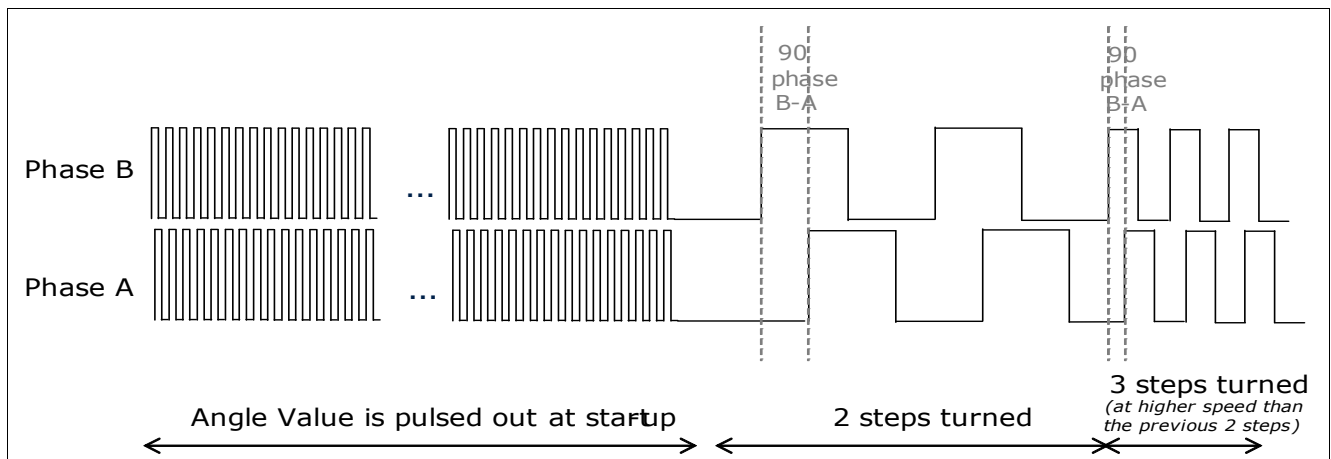 90
phase
B-A
90
phase
B-A
Phase B
...
Phase A
...
3 steps turned
(at higher speed than
the previous 2 steps)
Angle Value is pulsed out at start-up
2 steps turned